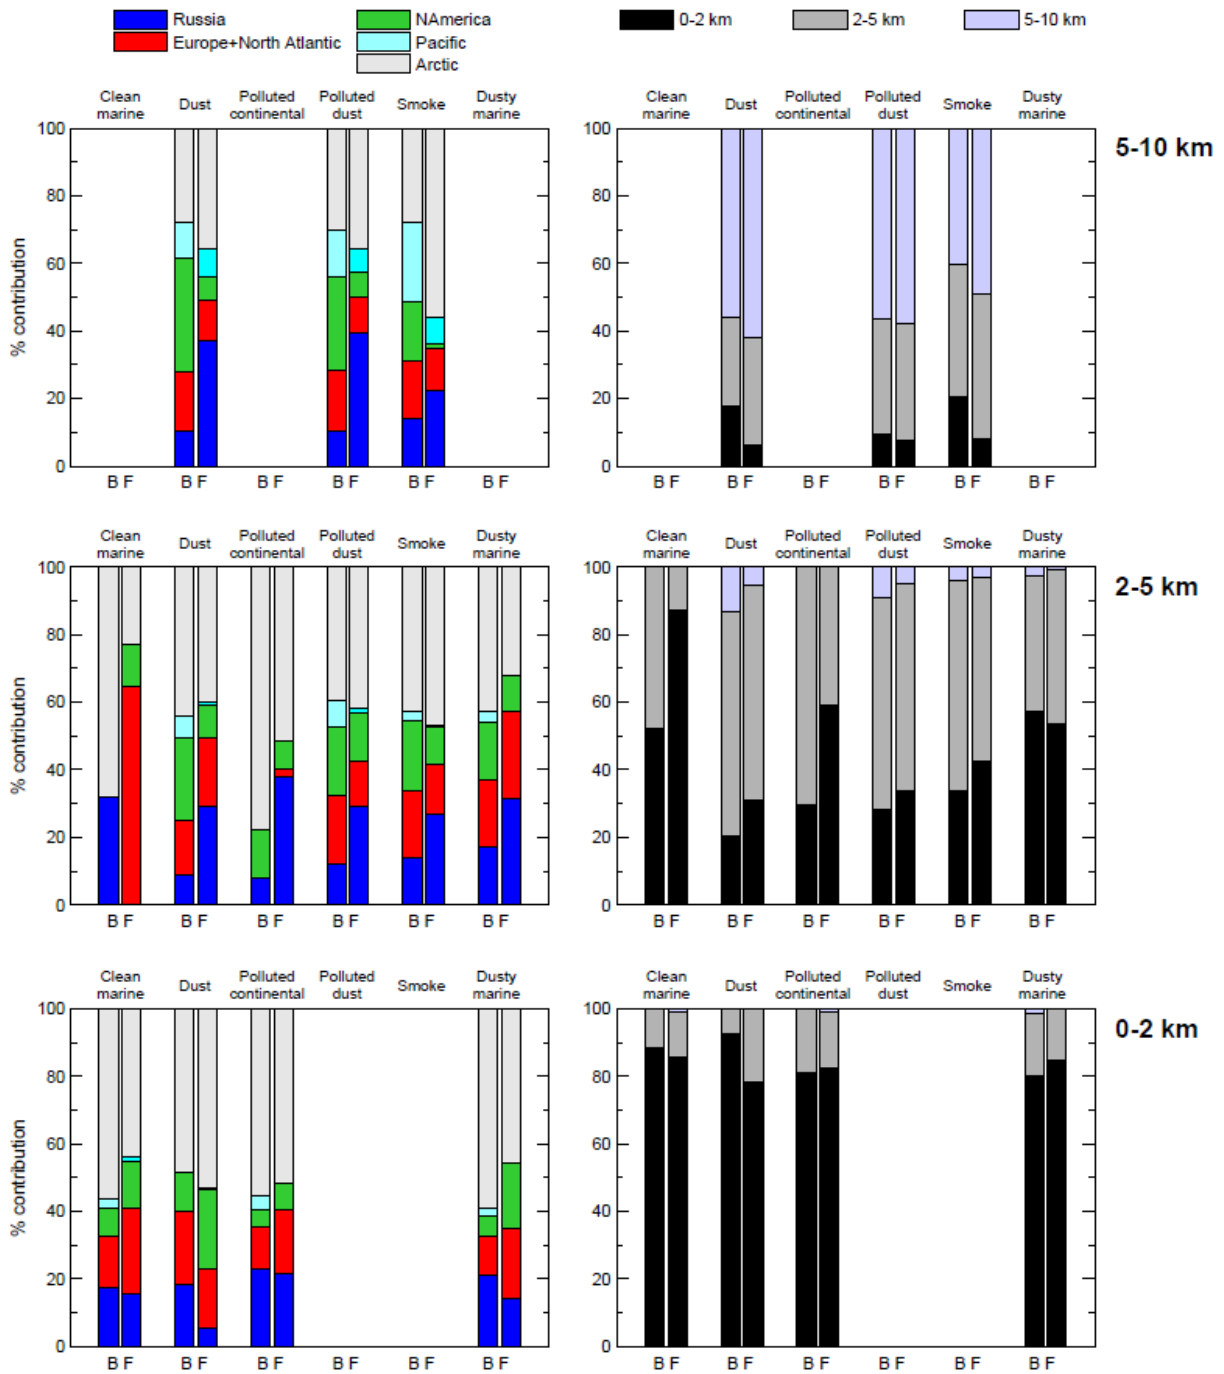 Russia
NAmerica
0-2 km
2-5 km
5-10 km
Europe+North Atlantic
Pacific
Arctic
Clean marine Dust Polluted continental Polluted dust Smoke Dusty marine
Clean marine Dust Polluted continental Polluted dust Smoke Dusty marine
5-10 km
% contribution
100
80
60
40
20
0
100
80
60
40
20
0
B F B F B F B F B F B F
B F B F B F B F B F B F
Clean marine Dust Polluted continental Polluted dust Smoke Dusty marine
Clean marine Dust Polluted continental Polluted dust Smoke Dusty marine
2-5 km
% contribution
100
80
60
40
20
0
100
80
60
40
20
0
B F B F B F B F B F B F
B F B F B F B F B F B F
Clean marine Dust Polluted continental Polluted dust Smoke Dusty marine
Clean marine Dust Polluted continental Polluted dust Smoke Dusty marine
0-2 km
% contribution
100
80
60
40
20
0
100
80
60
40
20
0
B F B F B F B F B F B F
B F B F B F B F B F B F